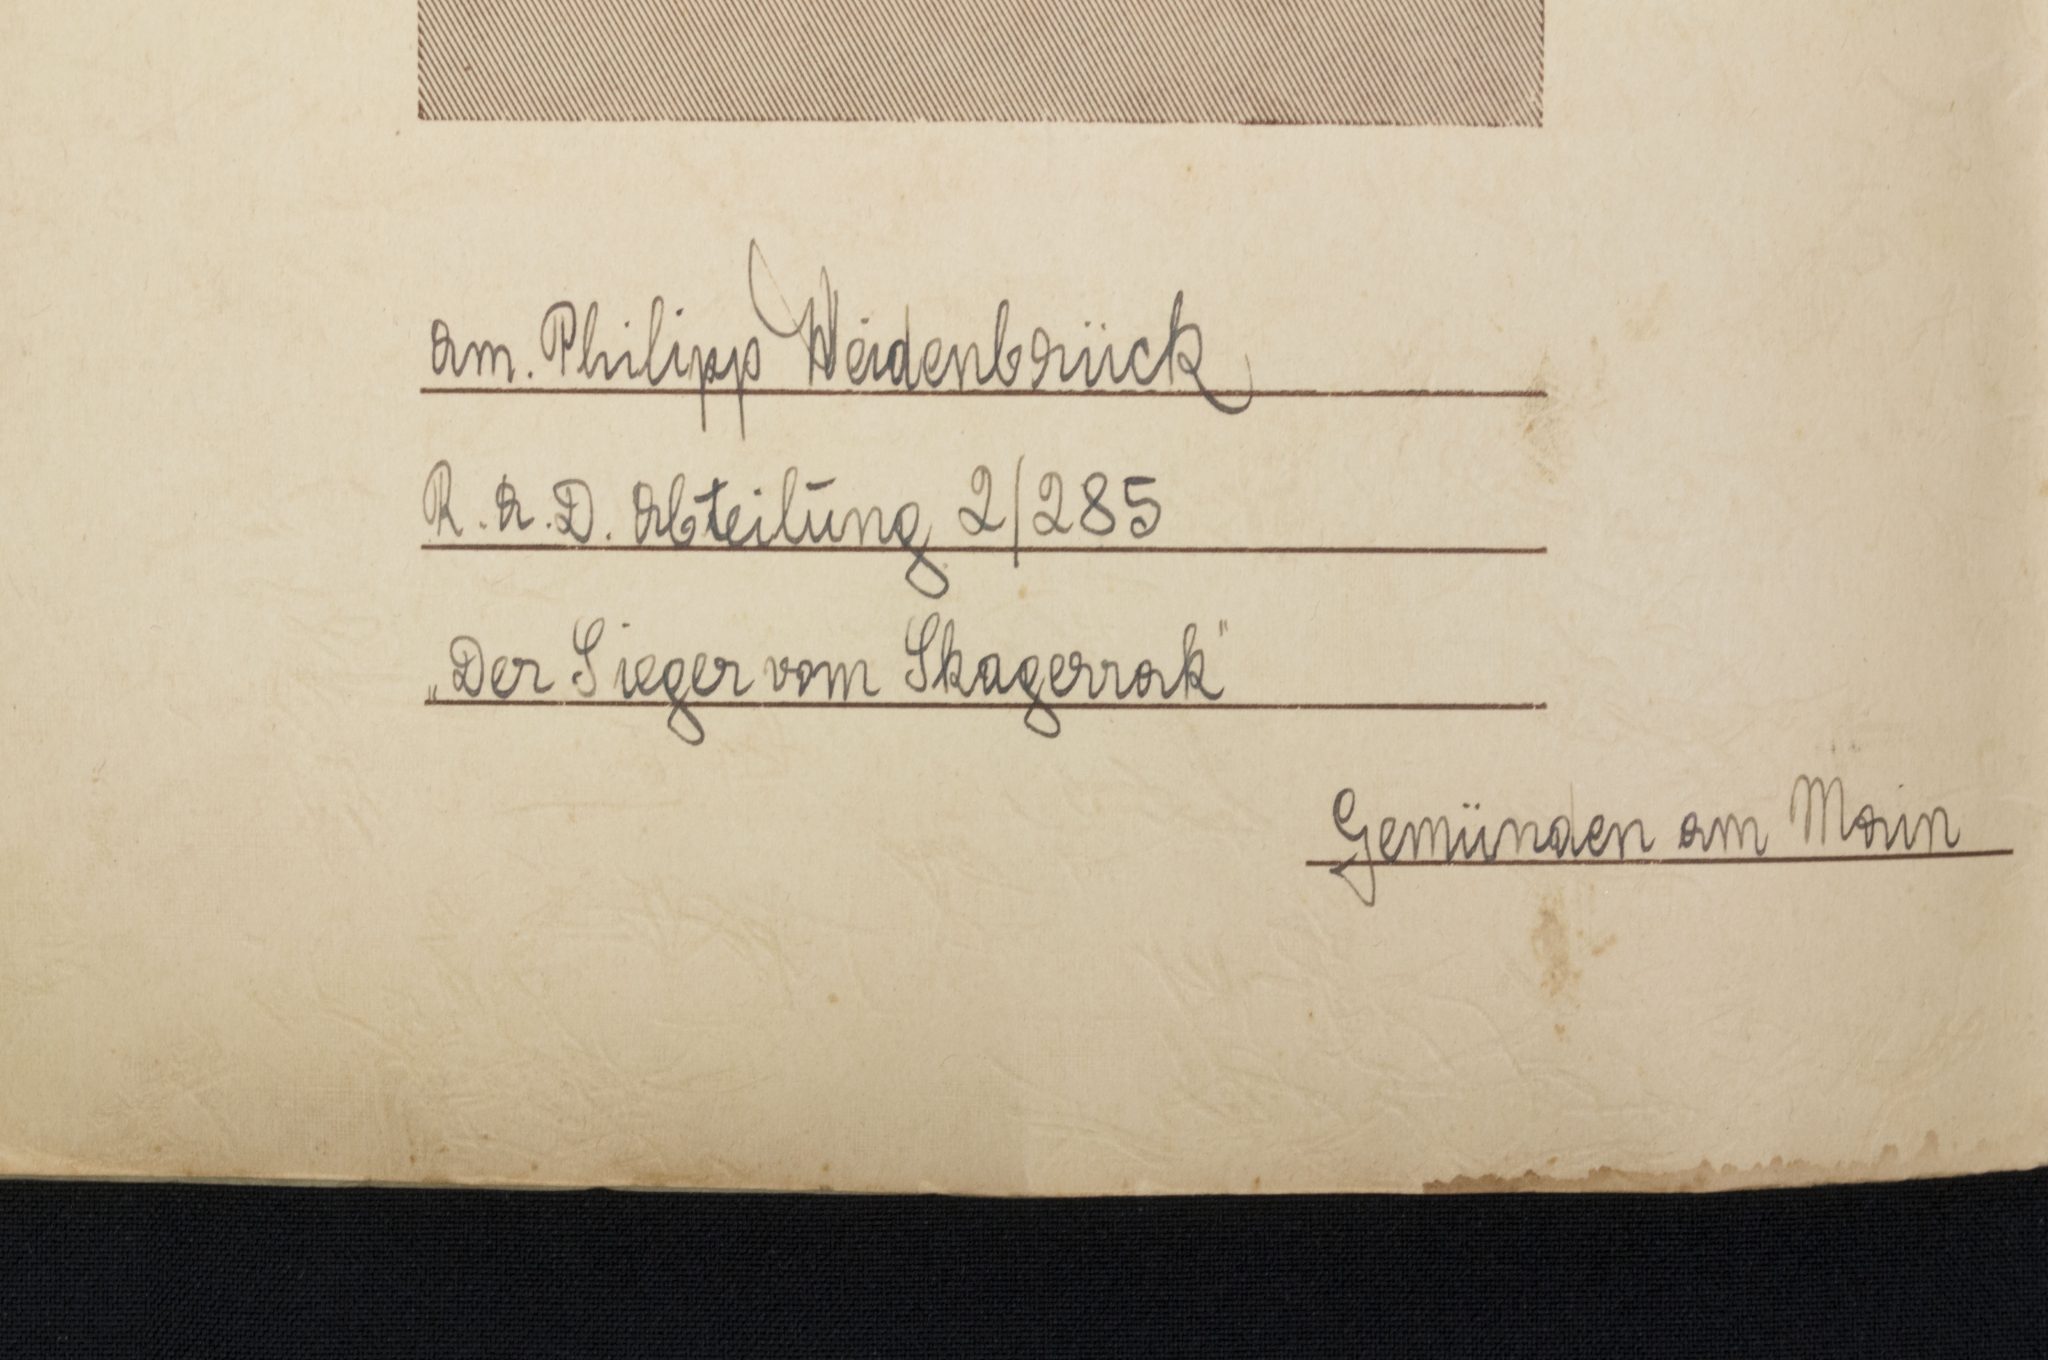 Am. Philipp Weidenbrück
R.A.D. Abteilung 2/285
„Der Sieger vom Skagerrak"
Gemünden am Main